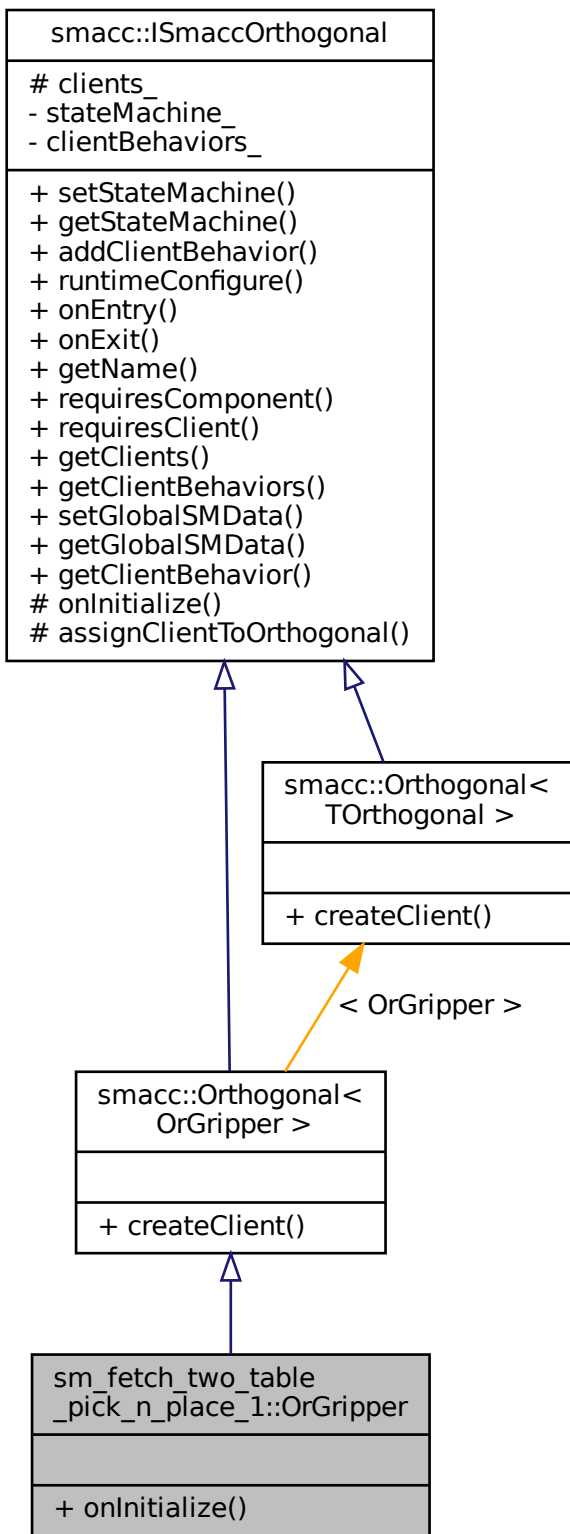 smacc::ISmaccOrthogonal
# clients_
- stateMachine_
- clientBehaviors_
+ setStateMachine()
+ getStateMachine()
+ addClientBehavior()
+ runtimeConfigure()
+ onEntry()
+ onExit()
+ getName()
+ requiresComponent()
+ requiresClient()
+ getClients()
+ getClientBehaviors()
+ setGlobalSMData()
+ getGlobalSMData()
+ getClientBehavior()
# onInitialize()
# assignClientToOrthogonal()
smacc::Orthogonal<
TOrthogonal >
+ createClient()
< OrGripper >
smacc::Orthogonal<
OrGripper >
+ createClient()
sm_fetch_two_table
_pick_n_place_1::OrGripper
+ onInitialize()